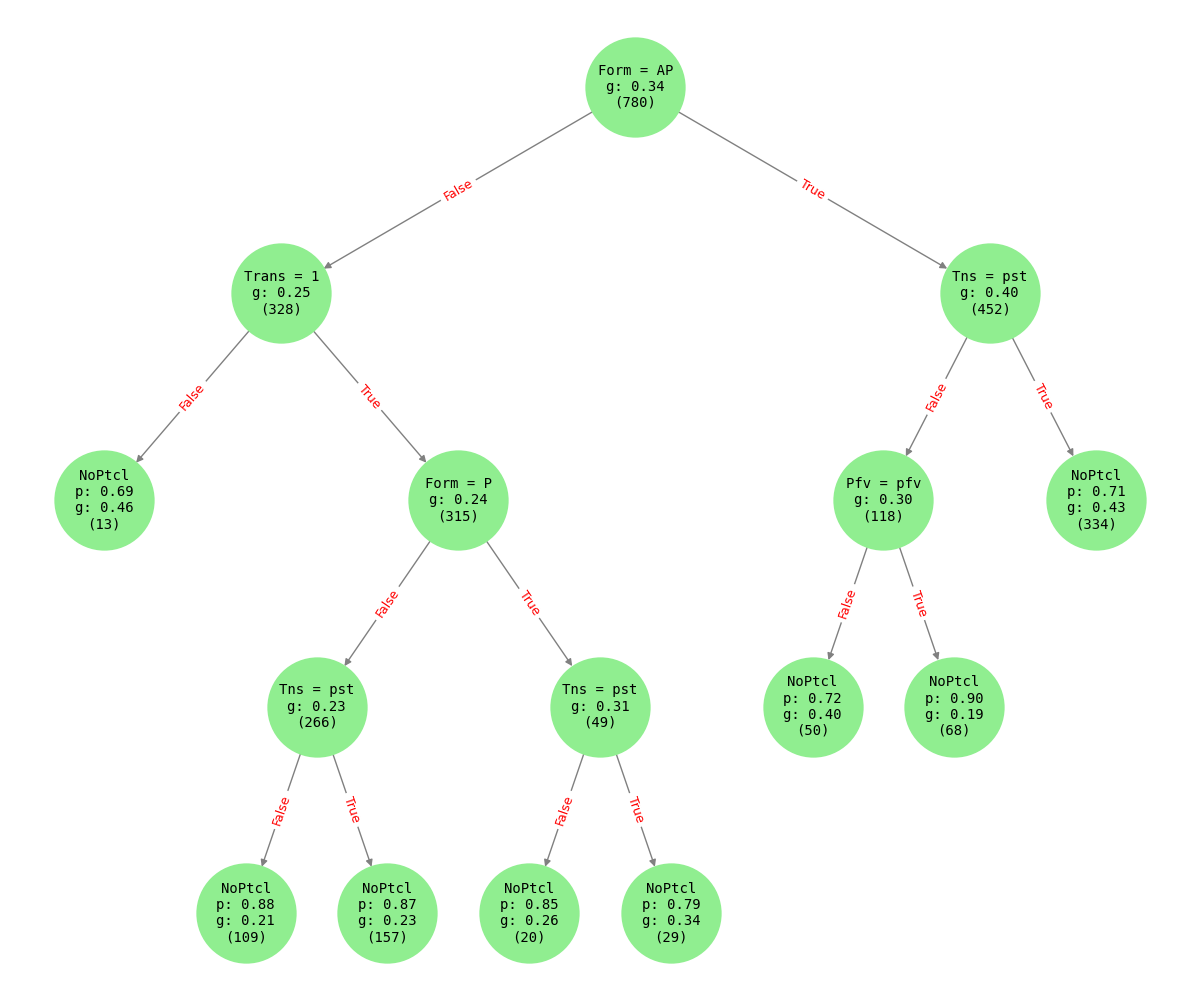 Form = AP
g: 0.34
(780)
False
True
Trans = 1
g: 0.25
(328)
Tns = pst
g: 0.40
(452)
False
True
False
True
NoPtcl
p: 0.69
g: 0.46
(13)
Form = P
g: 0.24
(315)
Pfv = pfv
g: 0.30
(118)
NoPtcl
p: 0.71
g: 0.43
(334)
False
True
False
True
Tns = pst
g: 0.23
(266)
Tns = pst
g: 0.31
(49)
NoPtcl
p: 0.72
g: 0.40
(50)
NoPtcl
p: 0.90
g: 0.19
(68)
False
True
False
True
NoPtcl
p: 0.88
g: 0.21
(109)
NoPtcl
p: 0.87
g: 0.23
(157)
NoPtcl
p: 0.85
g: 0.26
(20)
NoPtcl
p: 0.79
g: 0.34
(29)